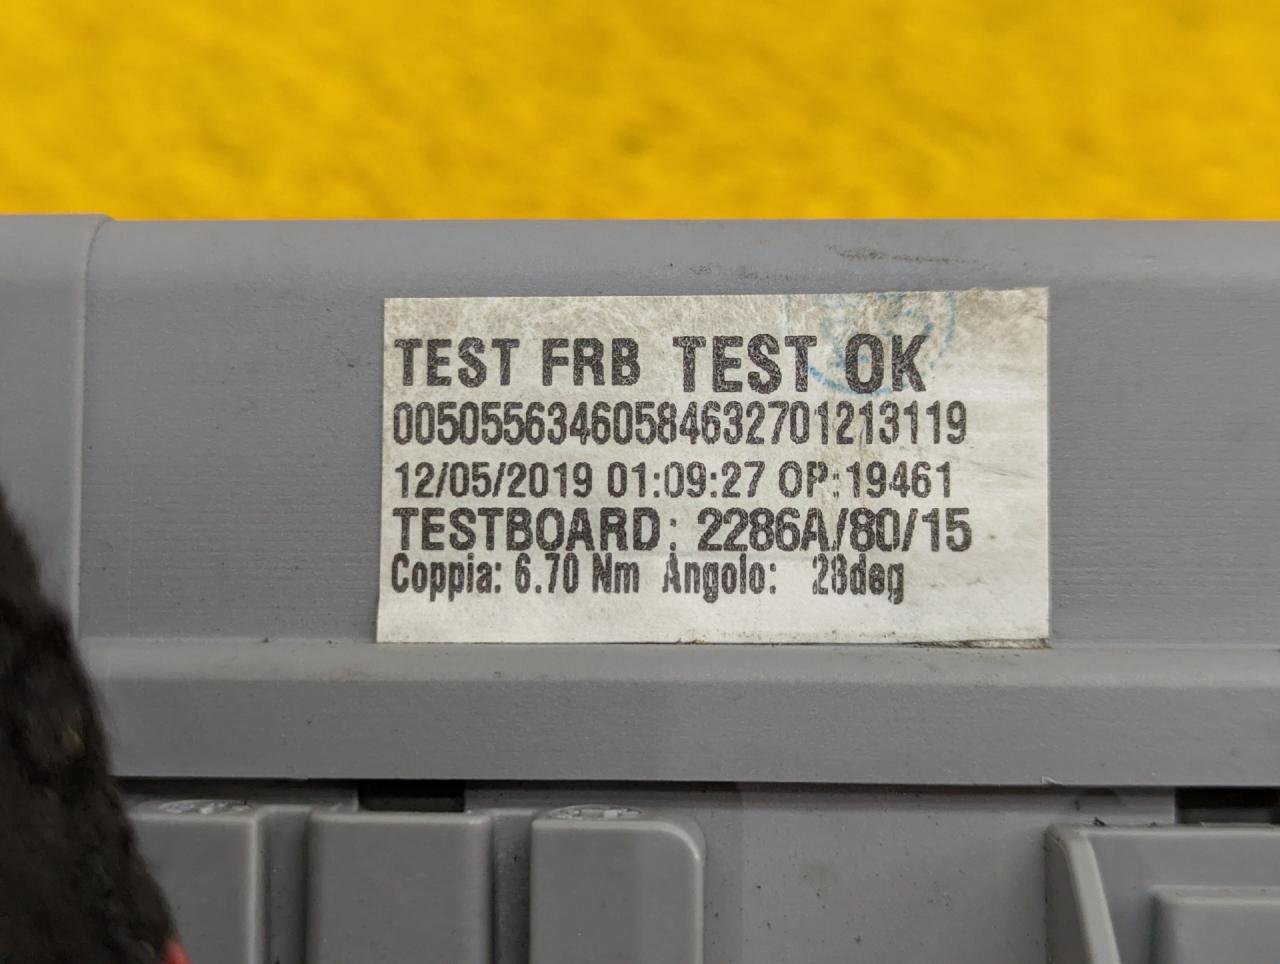 TEST FRB TEST OK
00505563460584632701213119
12/05/2019 01:09:27 OP:19461
TESTBOARD: 2286A/80/15
Coppia: 6.70 Nm Angolo: 28deg